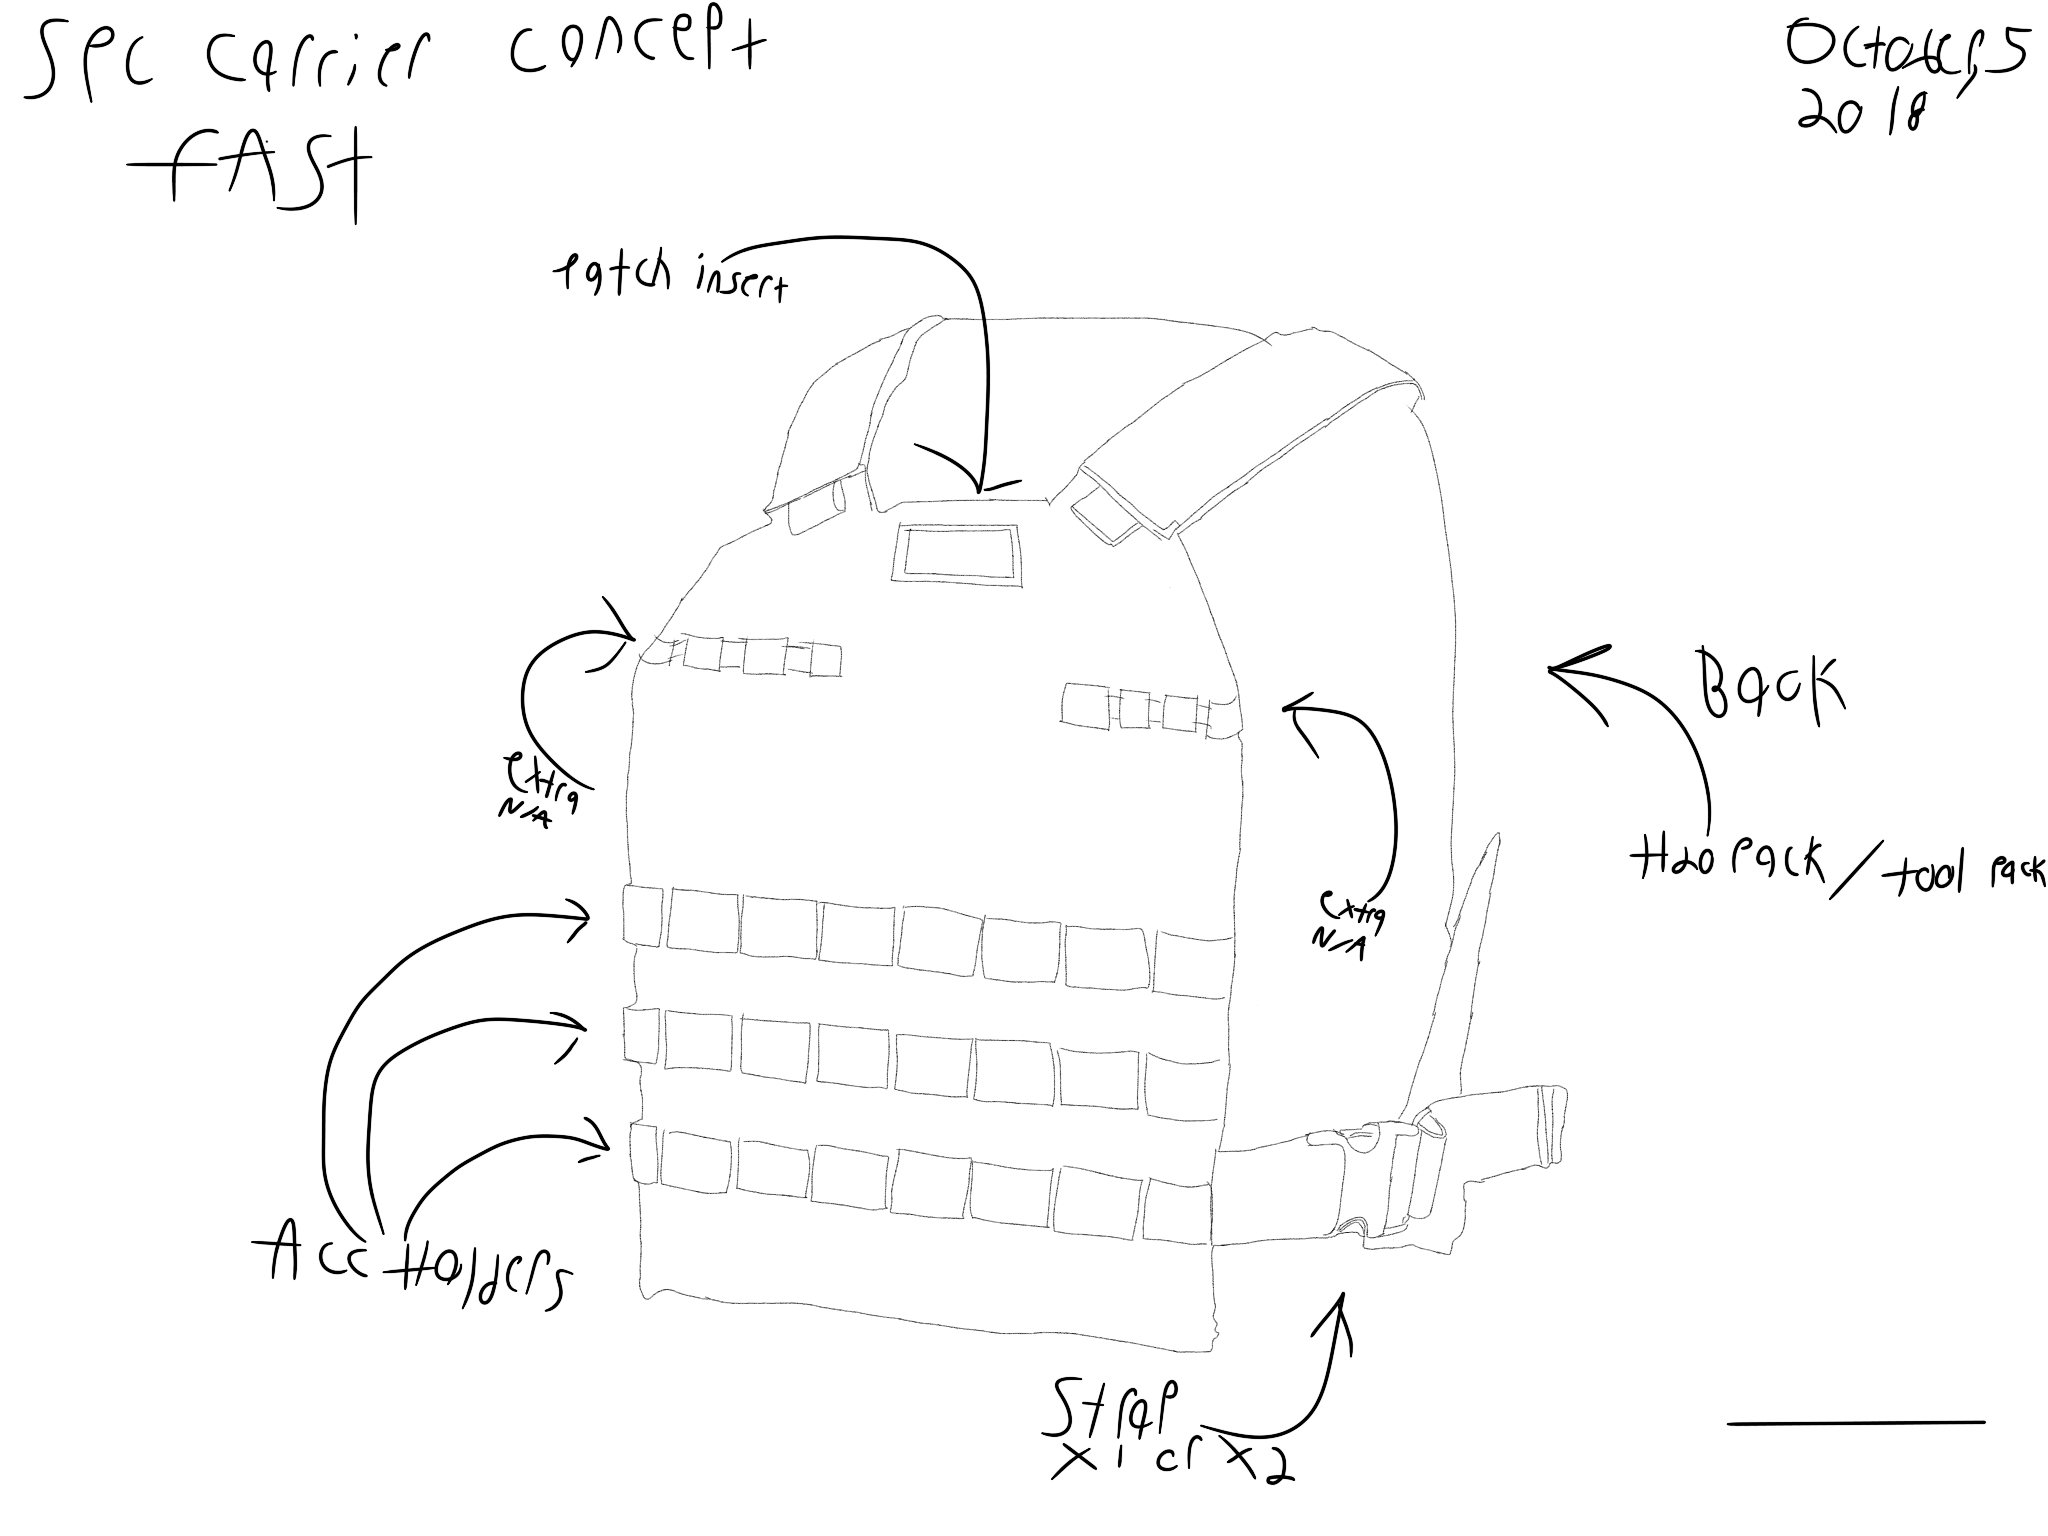 Spc carrier concept
FAST
October,5
2018
Patch insert
Back
extra
N/A
H2O Pack / tool pack
extra
N/A
Acc Holders
Strap
x1 or x2